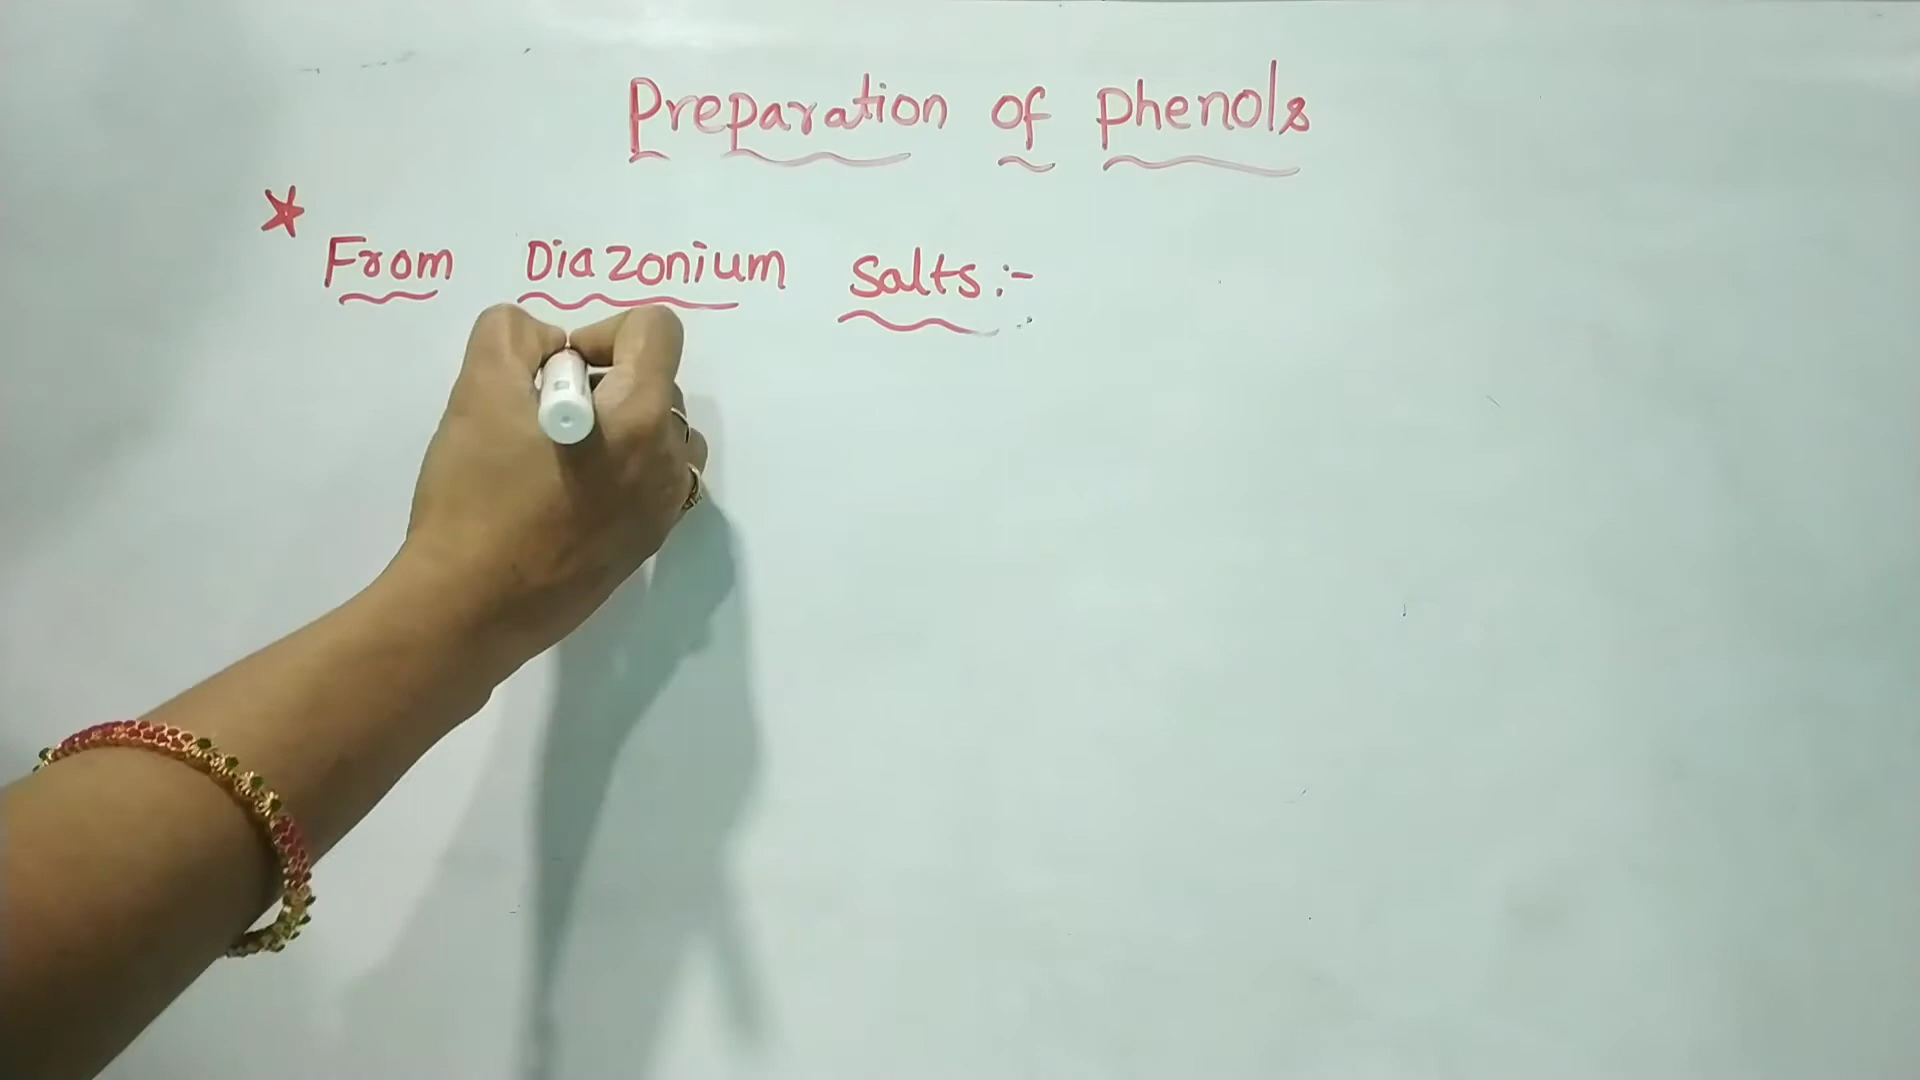 Preparation of phenols
* From Diazonium Salts:-